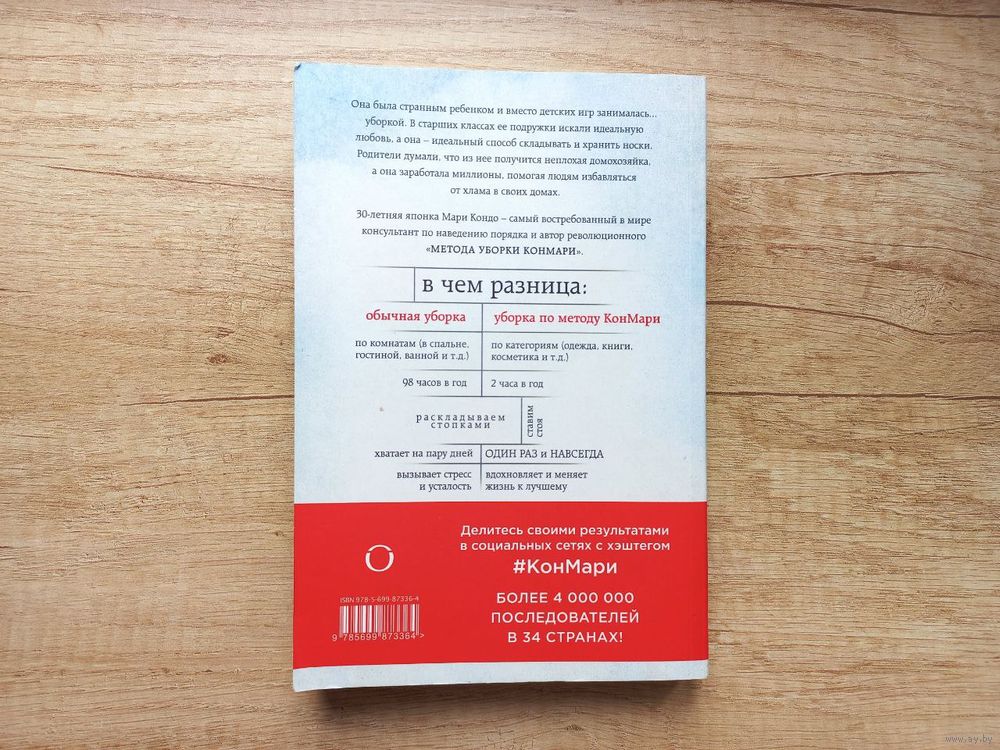 Она была странным ребенком и вместо детских игр занималась...
уборкой. В старших классах ее подружки искали идеальную
любовь, а она – идеальный способ складывать и хранить носки.
Родители думали, что из нее получится неплохая домохозяйка,
а она заработала миллионы, помогая людям избавляться
от хлама в своих домах.
30-летняя японка Мари Кондо – самый востребованный в мире
консультант по наведению порядка и автор революционного
«МЕТОДА УБОРКИ КОНМАРИ».
в чем разница:
обычная уборка
уборка по методу КонМари
по комнатам (в спальне,
гостиной, ванной и т.д.)
по категориям (одежда, книги,
косметика и т.д.)
98 часов в год
2 часа в год
раскладываем
стопками
ставим
стоя
хватает на пару дней
ОДИН РАЗ и НАВСЕГДА
вызывает стресс
и усталость
вдохновляет и меняет
жизнь к лучшему
Делитесь своими результатами
в социальных сетях с хэштегом
#КонМари
БОЛЕЕ 4 000 000
ПОСЛЕДОВАТЕЛЕЙ
В 34 СТРАНАХ!
ISBN 978-5-699-87336-4
9 785699 873364 >
www.ay.by